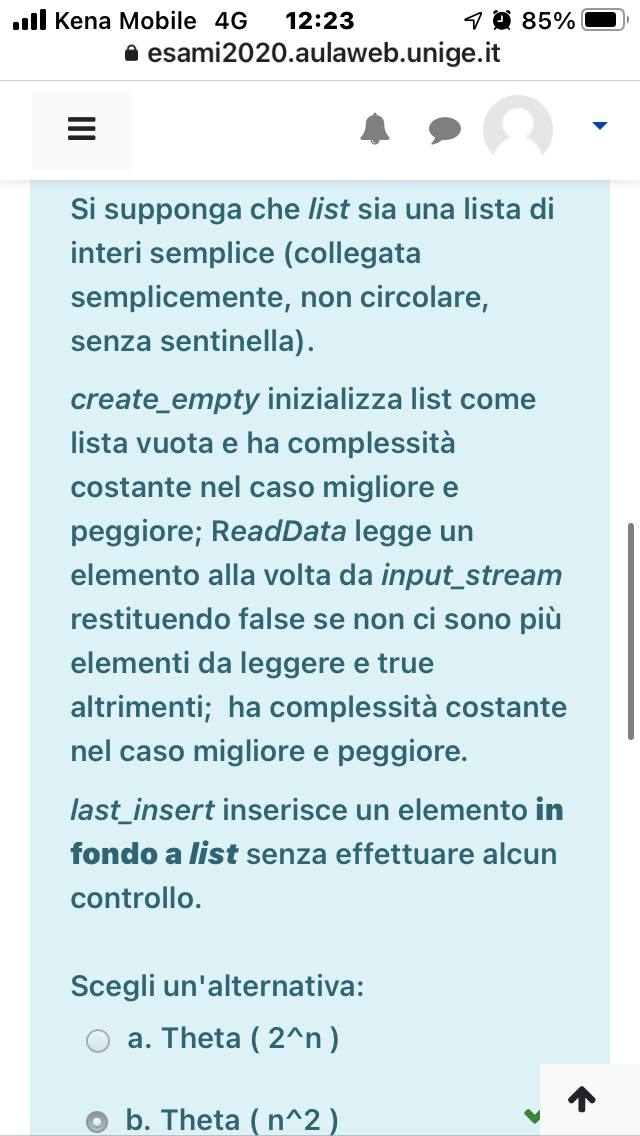 Kena Mobile 4G 12:23 85%
esami2020.aulaweb.unige.it
Si supponga che list sia una lista di
interi semplice (collegata
semplicemente, non circolare,
senza sentinella).
create_empty inizializza list come
lista vuota e ha complessità
costante nel caso migliore e
peggiore; ReadData legge un
elemento alla volta da input_stream
restituendo false se non ci sono più
elementi da leggere e true
altrimenti;  ha complessità costante
nel caso migliore e peggiore.
last_insert inserisce un elemento in
fondo a list senza effettuare alcun
controllo.
Scegli un'alternativa:
a. Theta ( 2^n )
b. Theta ( n^2 )